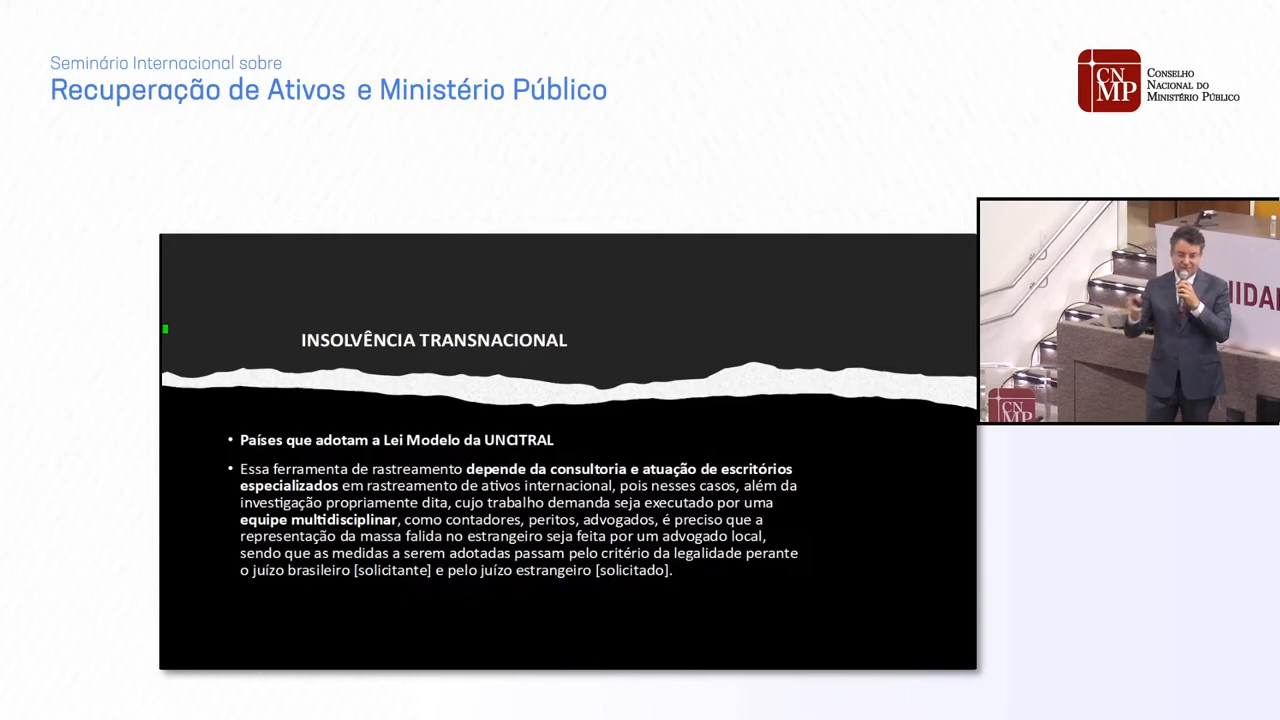 Seminário Internacional sobre
Recuperação de Ativos e Ministério Público
CN
MP
CONSELHO
NACIONAL DO
MINISTÉRIO PÚBLICO
INSOLVÊNCIA TRANSNACIONAL
• Países que adotam a Lei Modelo da UNCITRAL
• Essa ferramenta de rastreamento depende da consultoria e atuação de escritórios
especializados em rastreamento de ativos internacional, pois nesses casos, além da
investigação propriamente dita, cujo trabalho demanda seja executado por uma
equipe multidisciplinar, como contadores, peritos, advogados, é preciso que a
representação da massa falida no estrangeiro seja feita por um advogado local,
sendo que as medidas a serem adotadas passam pelo critério da legalidade perante
o juízo brasileiro [solicitante] e pelo juízo estrangeiro [solicitado].
CN
MP